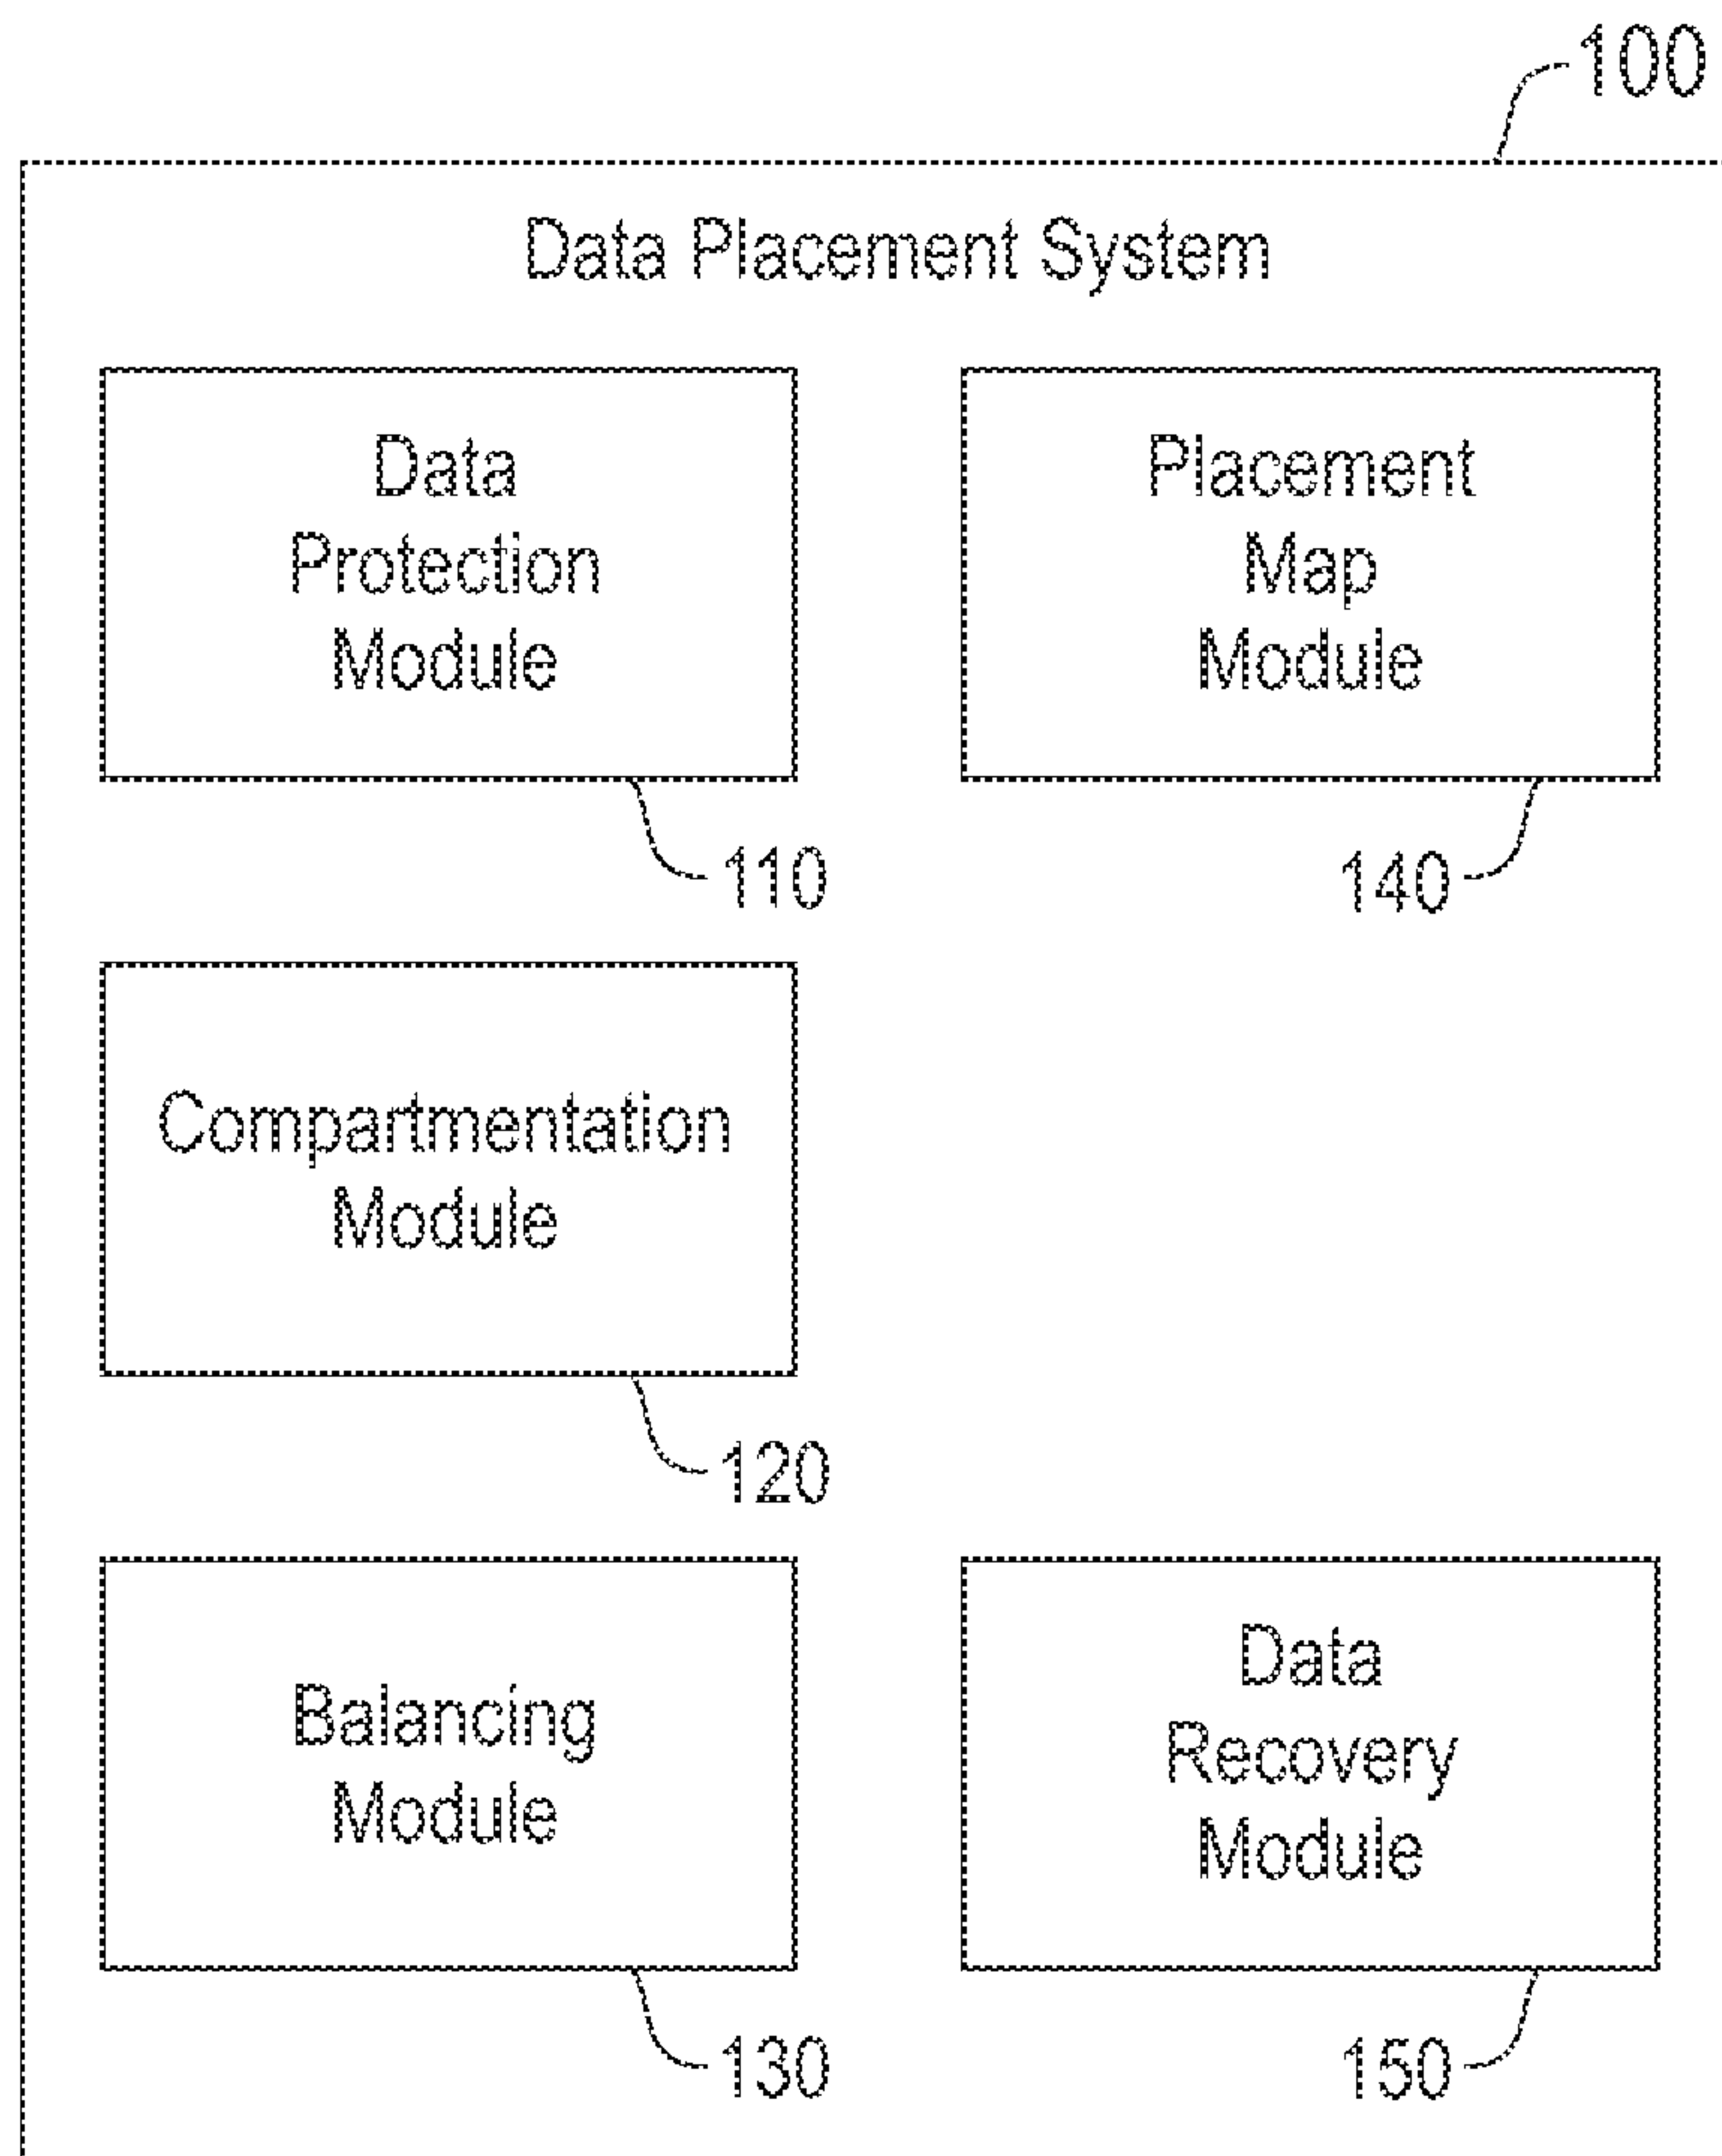 100
Data Placement System
Data
Protection
Module
110
Placement
Map
Module
140
Compartmentation
Module
120
Balancing
Module
130
Data
Recovery
Module
150